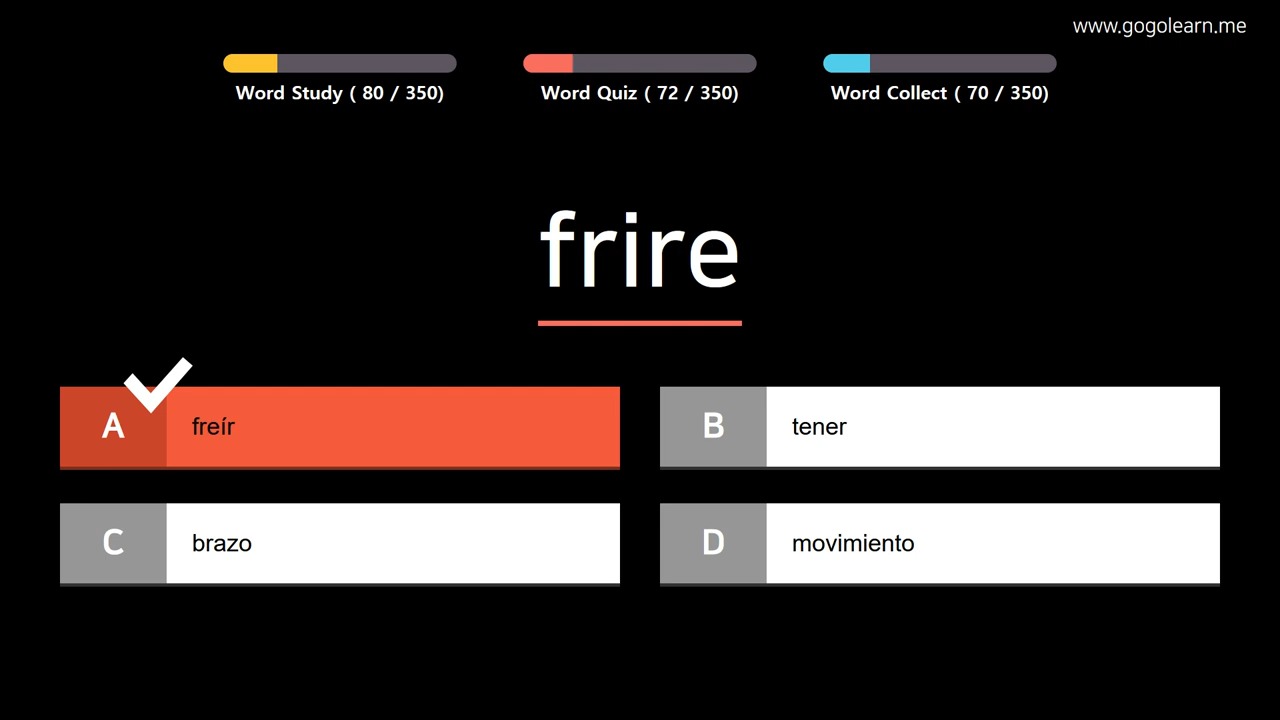 www.gogolearn.me
Word Study ( 80 / 350)
Word Quiz ( 72 / 350)
Word Collect ( 70 / 350)
frire
A
freír
B
tener
C
brazo
D
movimiento